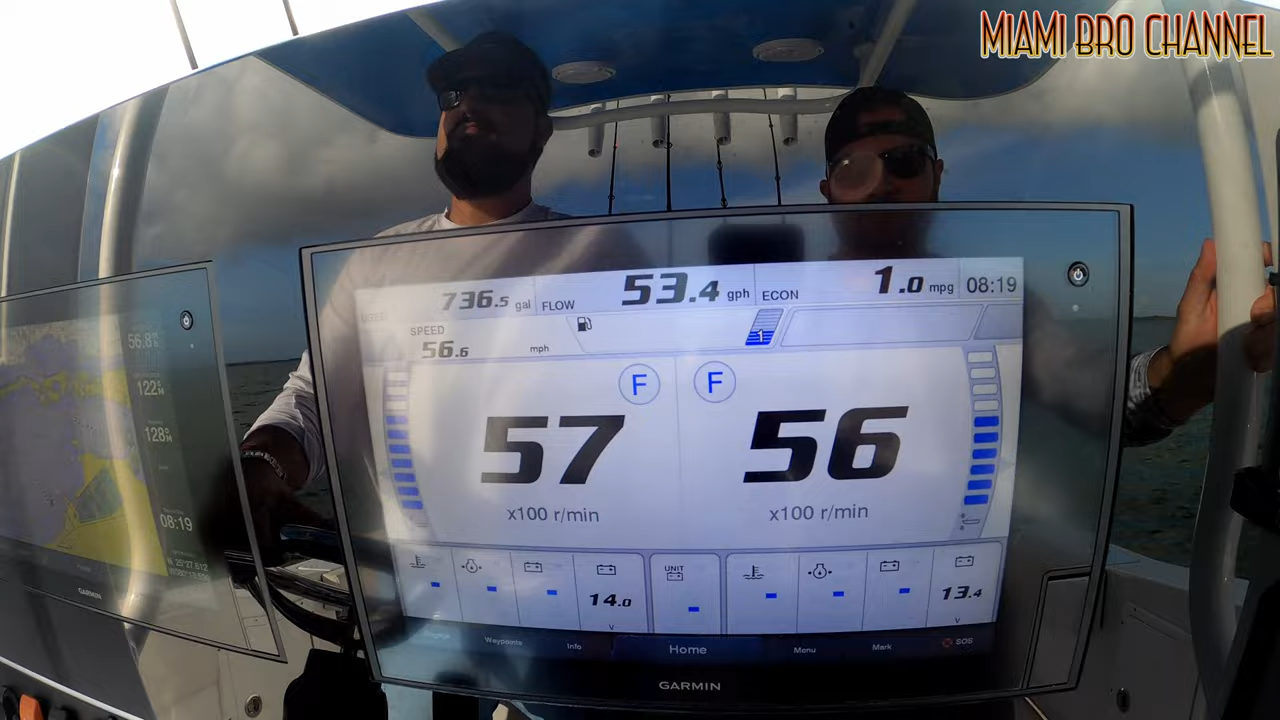 MIAMI BRO CHANNEL
736.5 gal FLOW 53.4 gph ECON 1.0 mpg 08:19
USED
SPEED
56.6 mph
1
F F
57 56
x100 r/min x100 r/min
UNIT
14.0 13.4
V V
Waypoints Info Home Menu Mark SOS
GARMIN
56.8
122
128
08:19
GARMIN